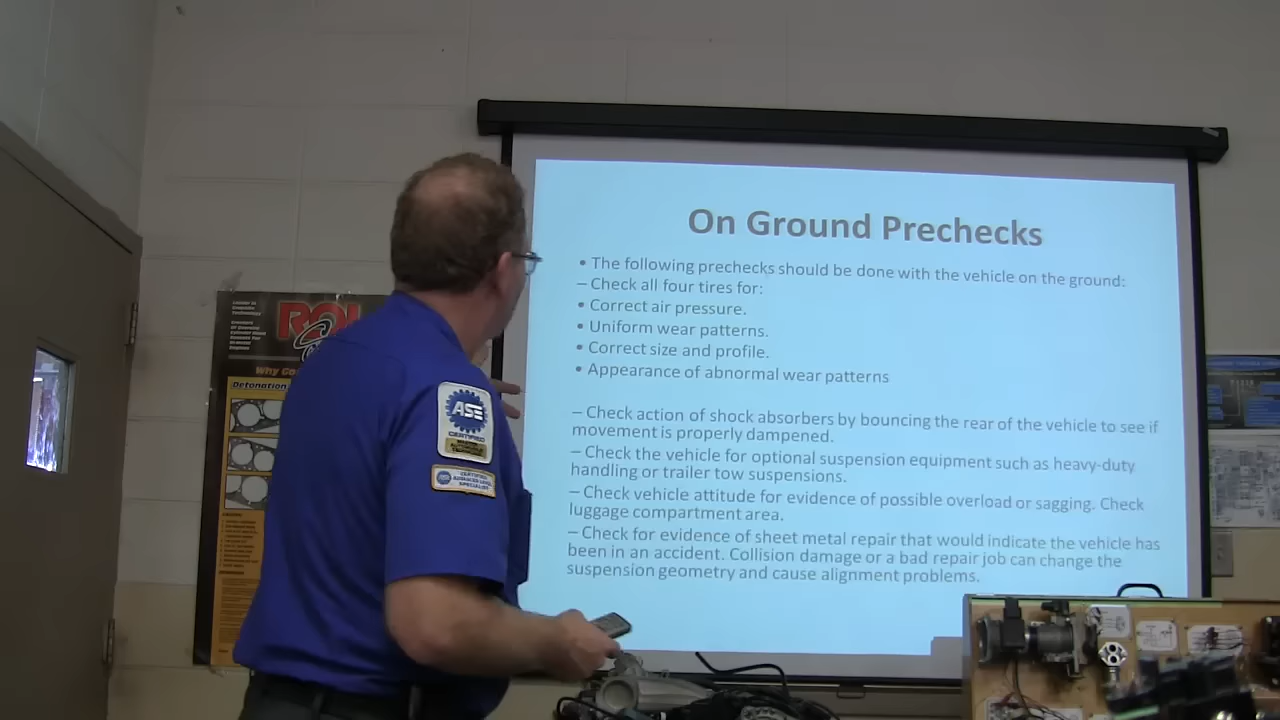 On Ground Prechecks
• The following prechecks should be done with the vehicle on the ground:
– Check all four tires for:
• Correct air pressure.
• Uniform wear patterns.
• Correct size and profile.
• Appearance of abnormal wear patterns
– Check action of shock absorbers by bouncing the rear of the vehicle to see if
movement is properly dampened.
– Check the vehicle for optional suspension equipment such as heavy-duty
handling or trailer tow suspensions.
– Check vehicle attitude for evidence of possible overload or sagging. Check
luggage compartment area.
– Check for evidence of sheet metal repair that would indicate the vehicle has
been in an accident. Collision damage or a bad repair job can change the
suspension geometry and cause alignment problems.
ROL
Why
Detonation
ASE
CERTIFIED
CERTIFIED
ADVANCED LEVEL
SPECIALIST